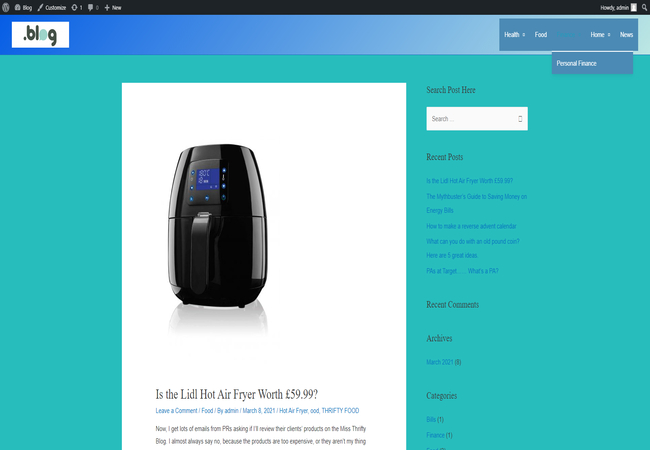 Blog Customize 1 0 New Howdy, admin
.blog
Health Food Home News
Personal Finance
180C
Search Post Here
Search ...
Recent Posts
Is the Lidl Hot Air Fryer Worth £59.99?
The Mythbuster's Guide to Saving Money on
Energy Bills
How to make a reverse advent calendar
What can you do with an old pound coin?
Here are 5 great ideas.
PAs at Target . . . . What's a PA?
Recent Comments
Archives
March 2021 (8)
Categories
Bills (1)
Finance (1)
Is the Lidl Hot Air Fryer Worth £59.99?
Leave a Comment / Food / By admin / March 8, 2021 / Hot Air Fryer, ood, THRIFTY FOOD
Now, I get lots of emails from PRs asking if I'll review their clients' products on the Miss Thrifty
Blog. I almost always say no, because the products are too expensive, or they aren't my thing